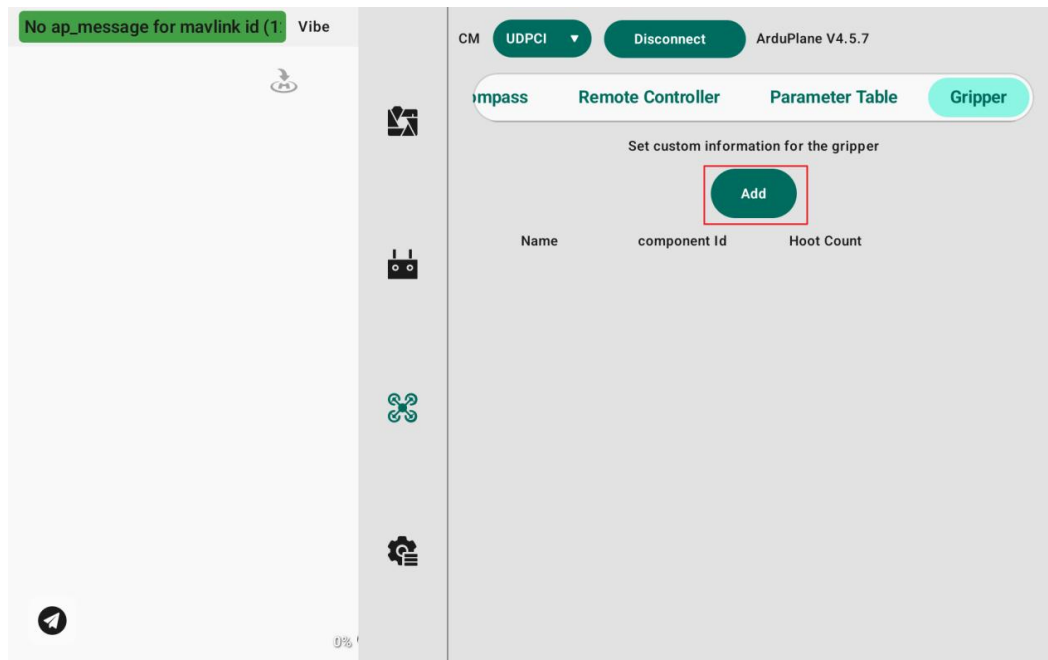 No ap_message for mavlink id (1: Vibe
CM UDPCI Disconnect ArduPlane V4.5.7
ompass Remote Controller Parameter Table Gripper
Set custom information for the gripper
Add
Name component Id Hoot Count
0%